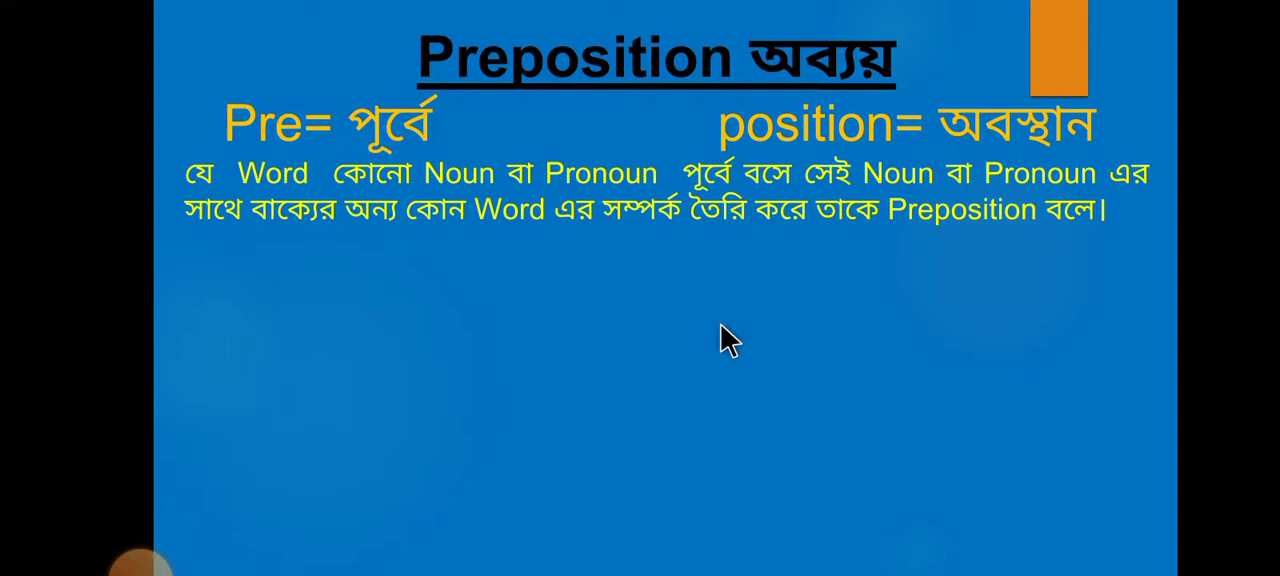 Preposition অব্যয়
Pre= পূর্বে position= অবস্থান
যে Word কোনো Noun বা Pronoun পূর্বে বসে সেই Noun বা Pronoun এর
সাথে বাক্যের অন্য কোন Word এর সম্পর্ক তৈরি করে তাকে Preposition বলে।